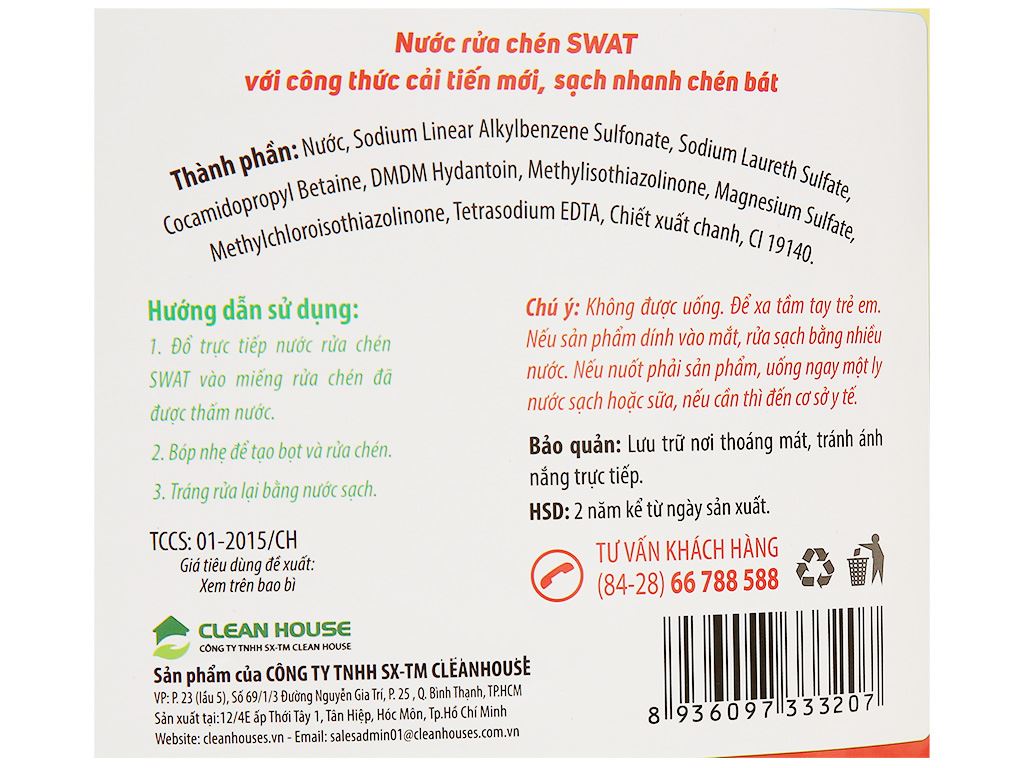 Nước rửa chén SWAT
với công thức cải tiến mới, sạch nhanh chén bát
Thành phần: Nước, Sodium Linear Alkylbenzene Sulfonate, Sodium Laureth Sulfate,
Cocamidopropyl Betaine, DMDM Hydantoin, Methylisothiazolinone, Magnesium Sulfate,
Methylchloroisothiazolinone, Tetrasodium EDTA, Chiết xuất chanh, CI 19140.
Hướng dẫn sử dụng:
1. Đổ trực tiếp nước rửa chén
SWAT vào miếng rửa chén đã
được thấm nước.
2. Bóp nhẹ để tạo bọt và rửa chén.
3. Tráng rửa lại bằng nước sạch.
TCCS: 01-2015/CH
Giá tiêu dùng đề xuất:
Xem trên bao bì
Chú ý: Không được uống. Để xa tầm tay trẻ em.
Nếu sản phẩm dính vào mắt, rửa sạch bằng nhiều
nước. Nếu nuốt phải sản phẩm, uống ngay một ly
nước sạch hoặc sữa, nếu cần thì đến cơ sở y tế.
Bảo quản: Lưu trữ nơi thoáng mát, tránh ánh
nắng trực tiếp.
HSD: 2 năm kể từ ngày sản xuất.
TƯ VẤN KHÁCH HÀNG
(84-28) 66 788 588
CLEAN HOUSE
CÔNG TY TNHH SX-TM CLEAN HOUSE
Sản phẩm của CÔNG TY TNHH SX-TM CLEANHOUSE
VP: P. 23 (lầu 5), Số 69/1/3 Đường Nguyễn Gia Trí, P. 25 , Q. Bình Thạnh, TP.HCM
Sản xuất tại:12/4E ấp Thới Tây 1, Tân Hiệp, Hóc Môn, Tp.Hồ Chí Minh
Website: cleanhouses.vn - Email: salesadmin01@cleanhouses.com.vn
8 936097 333207